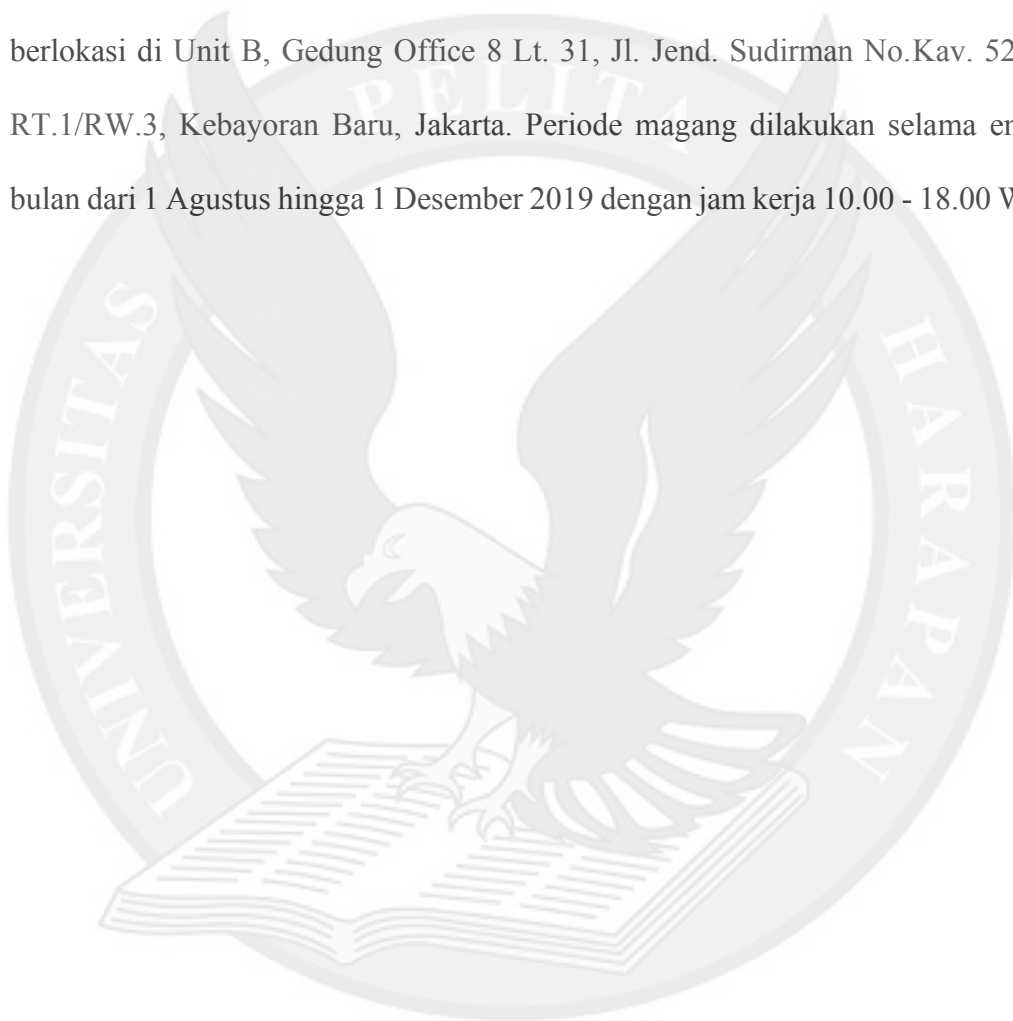 berlokasi di Unit B, Gedung Office 8 Lt. 31, Jl. Jend. Sudirman No.Kav. 52
RT.1/RW.3, Kebayoran Baru, Jakarta. Periode magang dilakukan selama
bulan dari 1 Agustus hingga 1 Desember 2019 dengan jam kerja 10.00 - 18.00
UNIVERSITAS PELITA HARAPAN